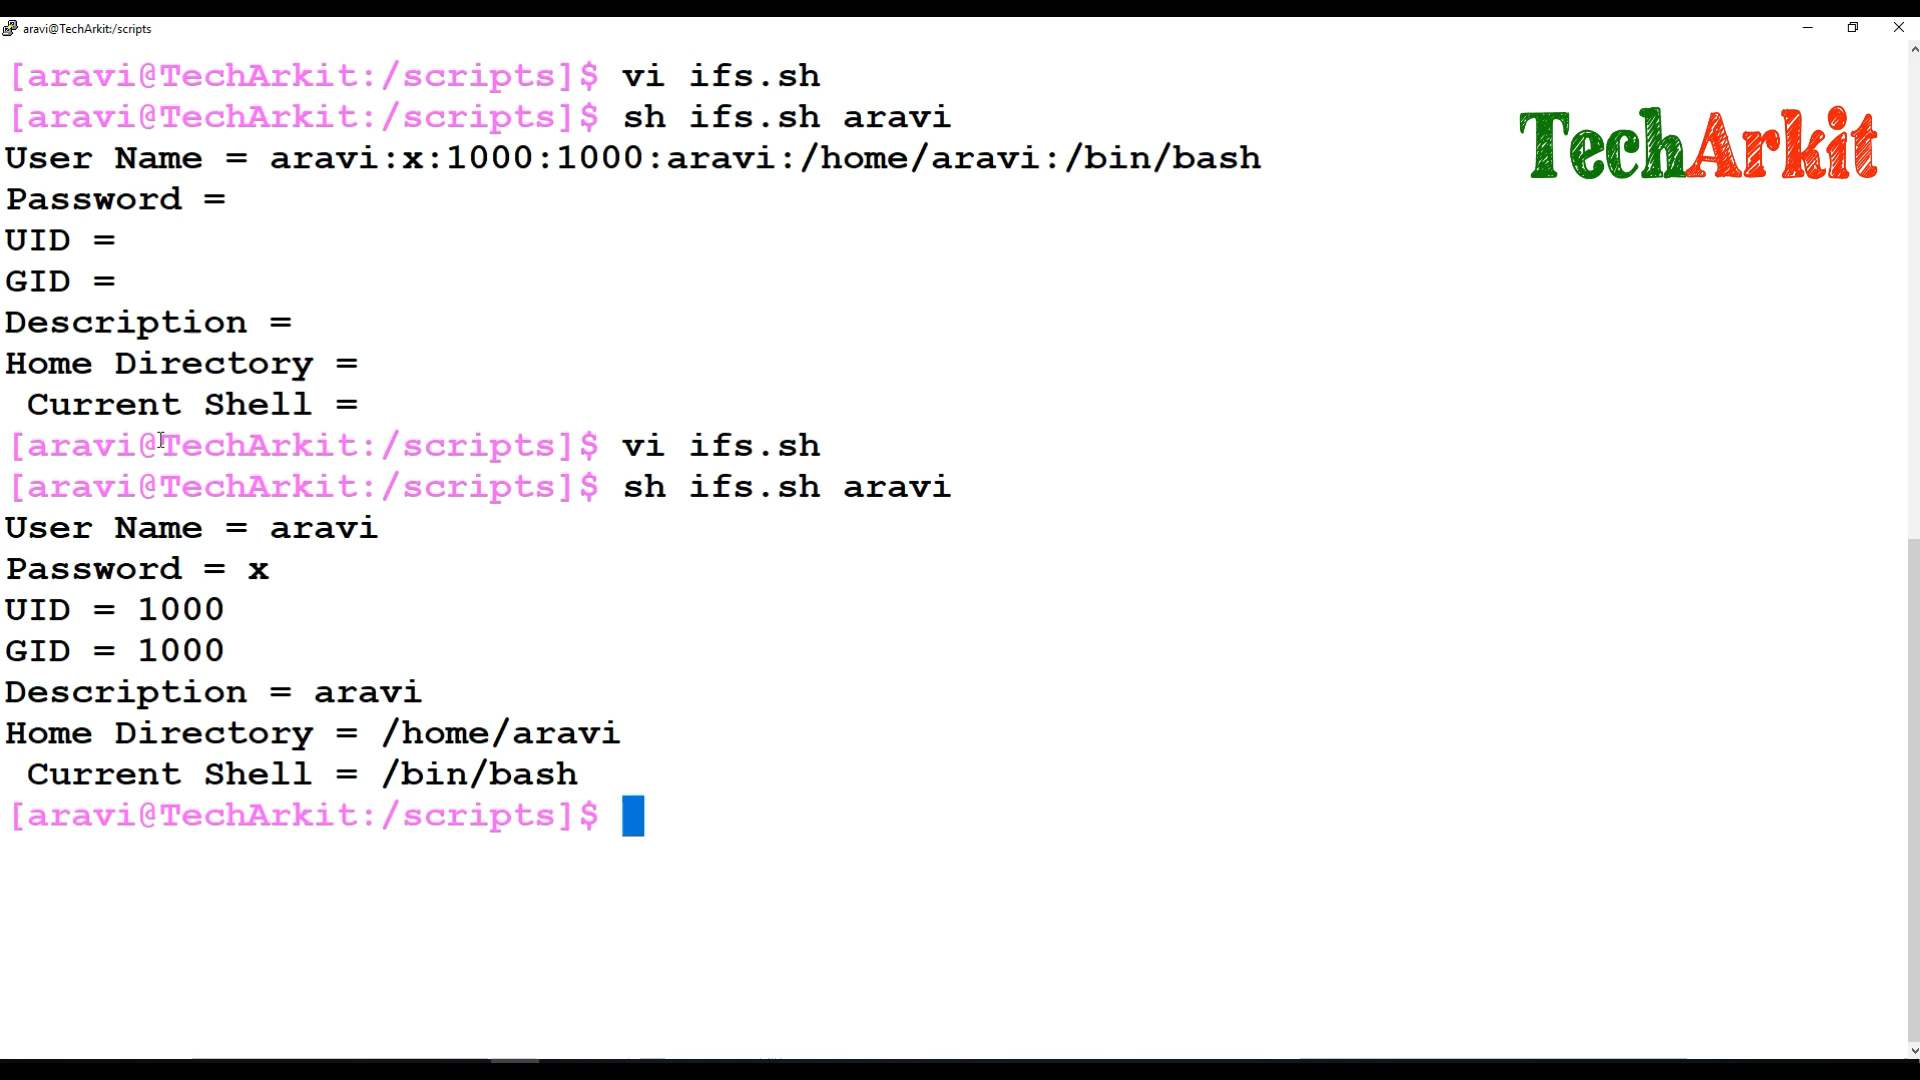 aravi@TechArkit:/scripts
[aravi@TechArkit:/scripts]$ vi ifs.sh
[aravi@TechArkit:/scripts]$ sh ifs.sh aravi
TechArkit
User Name = aravi:x:1000:1000:aravi:/home/aravi:/bin/bash
Password =
UID =
GID =
Description =
Home Directory =
 Current Shell =
[aravi@TechArkit:/scripts]$ vi ifs.sh
[aravi@TechArkit:/scripts]$ sh ifs.sh aravi
User Name = aravi
Password = x
UID = 1000
GID = 1000
Description = aravi
Home Directory = /home/aravi
 Current Shell = /bin/bash
[aravi@TechArkit:/scripts]$